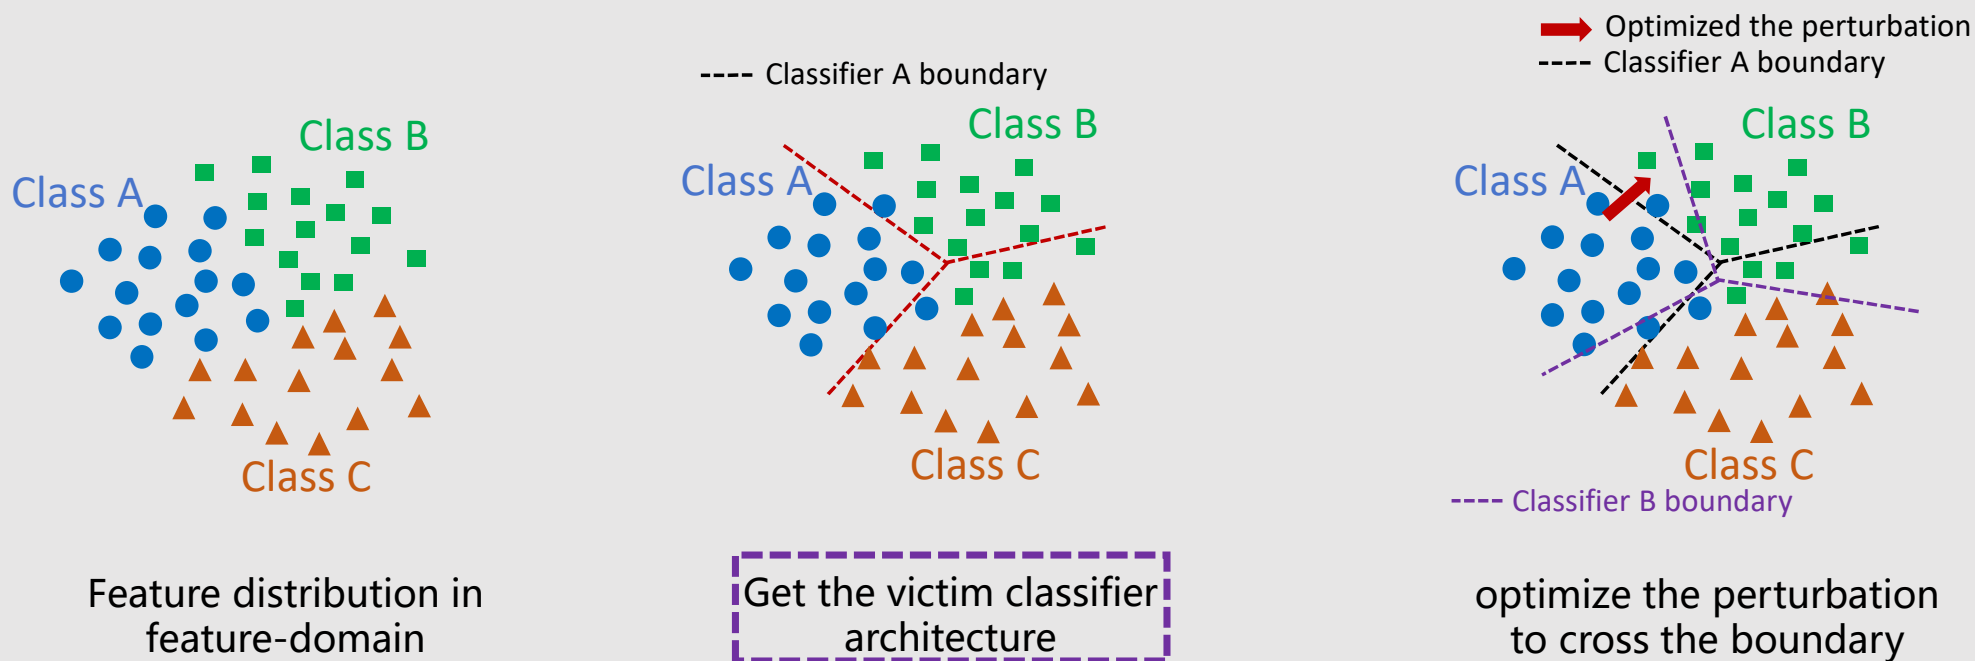 Class B
Class A
Class C
Feature distribution in
feature-domain
Classifier A boundary
Class B
Class A
Class C
Get the victim classifier
architecture
Optimized the perturbation
Classifier A boundary
Class B
Class A
Class C
Classifier B boundary
optimize the perturbation
to cross the boundary